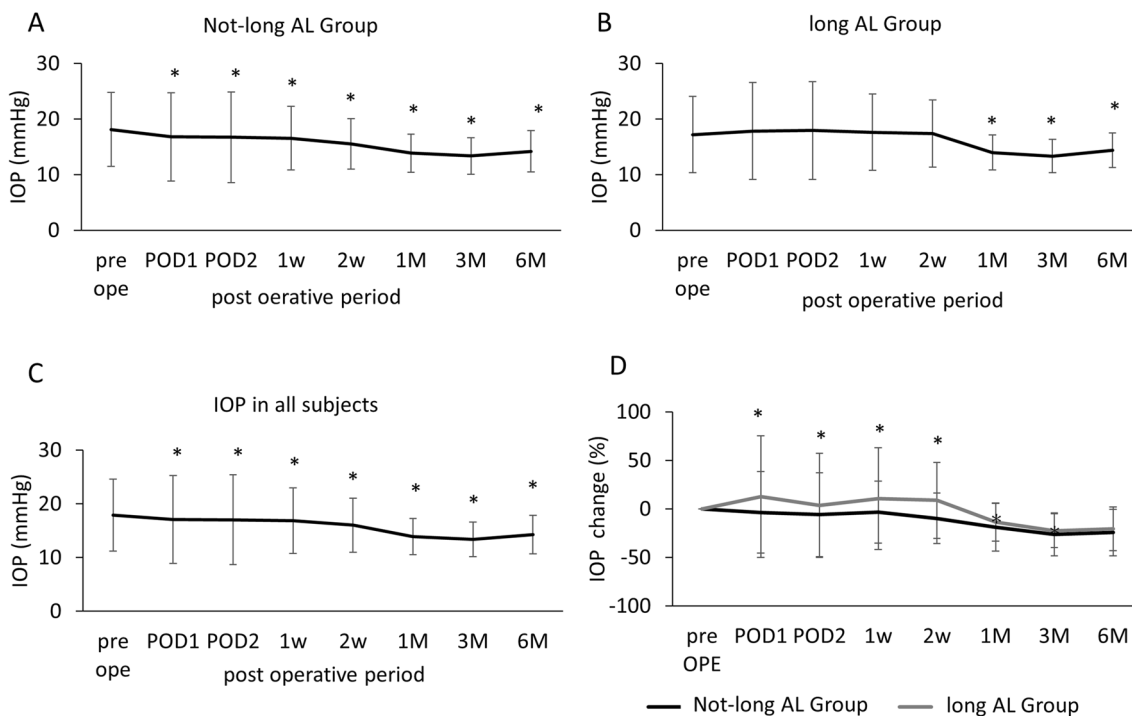 A
Not-long AL Group
30
20
10
0
IOP (mmHg)
* * * * * * *
pre ope POD1 POD2 1w 2w 1M 3M 6M
post oerative period
B
long AL Group
30
20
10
0
IOP (mmHg)
* * *
pre ope POD1 POD2 1w 2w 1M 3M 6M
post operative period
C
IOP in all subjects
30
20
10
0
IOP (mmHg)
* * * * * * *
pre ope POD1 POD2 1w 2w 1M 3M 6M
post operative period
D
100
50
0
-50
-100
IOP change (%)
* * * * * *
pre OPE POD1 POD2 1w 2w 1M 3M 6M
Not-long AL Group
long AL Group